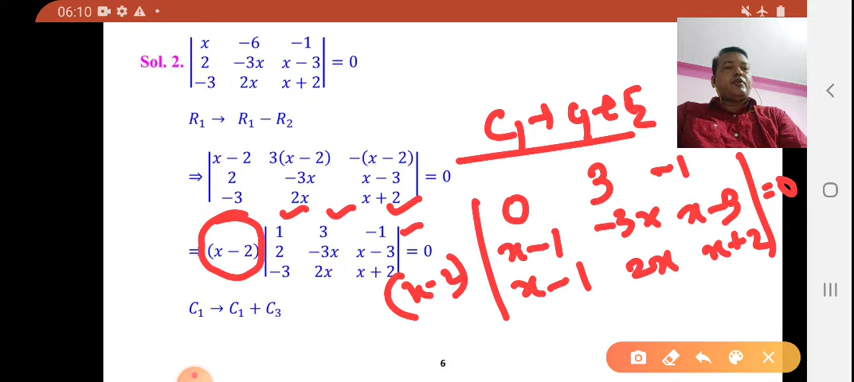 06:10
Sol. 2. | x −6 −1 |
| 2 −3x x − 3 | = 0
| −3 2x x + 2 |
R₁ → R₁ − R₂
⇒ | x − 2 3(x − 2) −(x − 2) |
| 2 −3x x − 3 | = 0
| −3 2x x + 2 |
= (x − 2) | 1 3 −1 |
| 2 −3x x − 3 | = 0
| −3 2x x + 2 |
C₁ → C₁ + C₃
C₁ → C₁ + C₃
(x-2) | 0 3 -1 |
| x-1 -3x x-3 | =0
| x-1 2x x+2 |
6